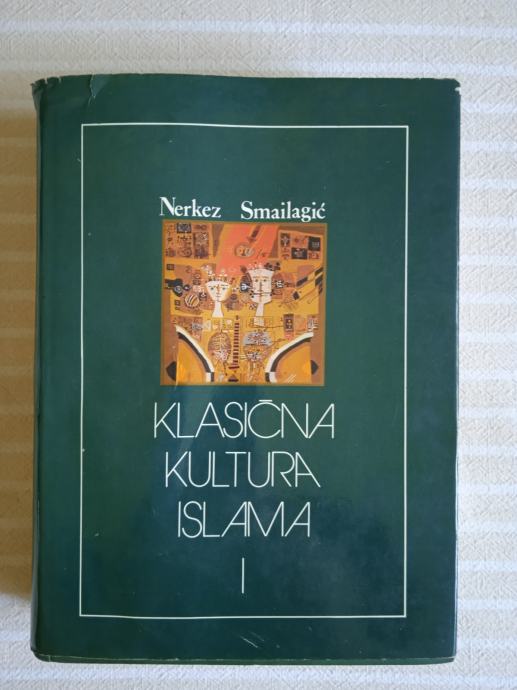 Nerkez Smailagić
KLASIČNA
KULTURA
ISLAMA
I